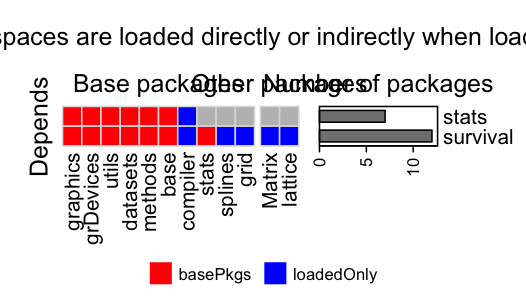 spaces are loaded directly or indirectly when loa
Base packages Other packages Number of packages
Depends
stats
survival
0 5 10
graphics
grDevices
utils
datasets
methods
base
compiler
stats
splines
grid
Matrix
lattice
basePkgs loadedOnly